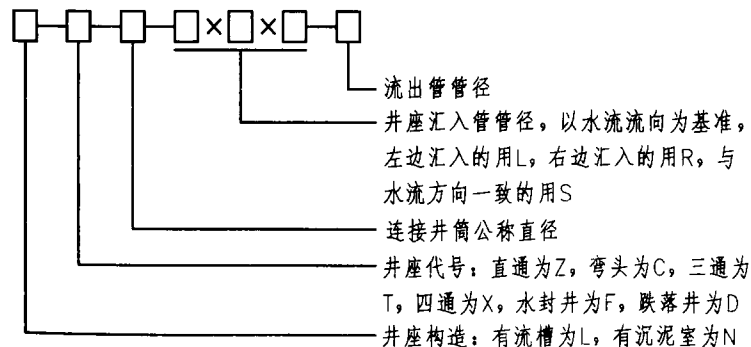 □—□—□—□×□×□—□
流出管管径
井座汇入管管径，以水流流向为基准，
左边汇入的用L，右边汇入的用R，与
水流方向一致的用S
连接井筒公称直径
井座代号：直通为Z，弯头为C，三通为
T，四通为X，水封井为F，跌落井为D
井座构造：有流槽为L，有沉泥室为N